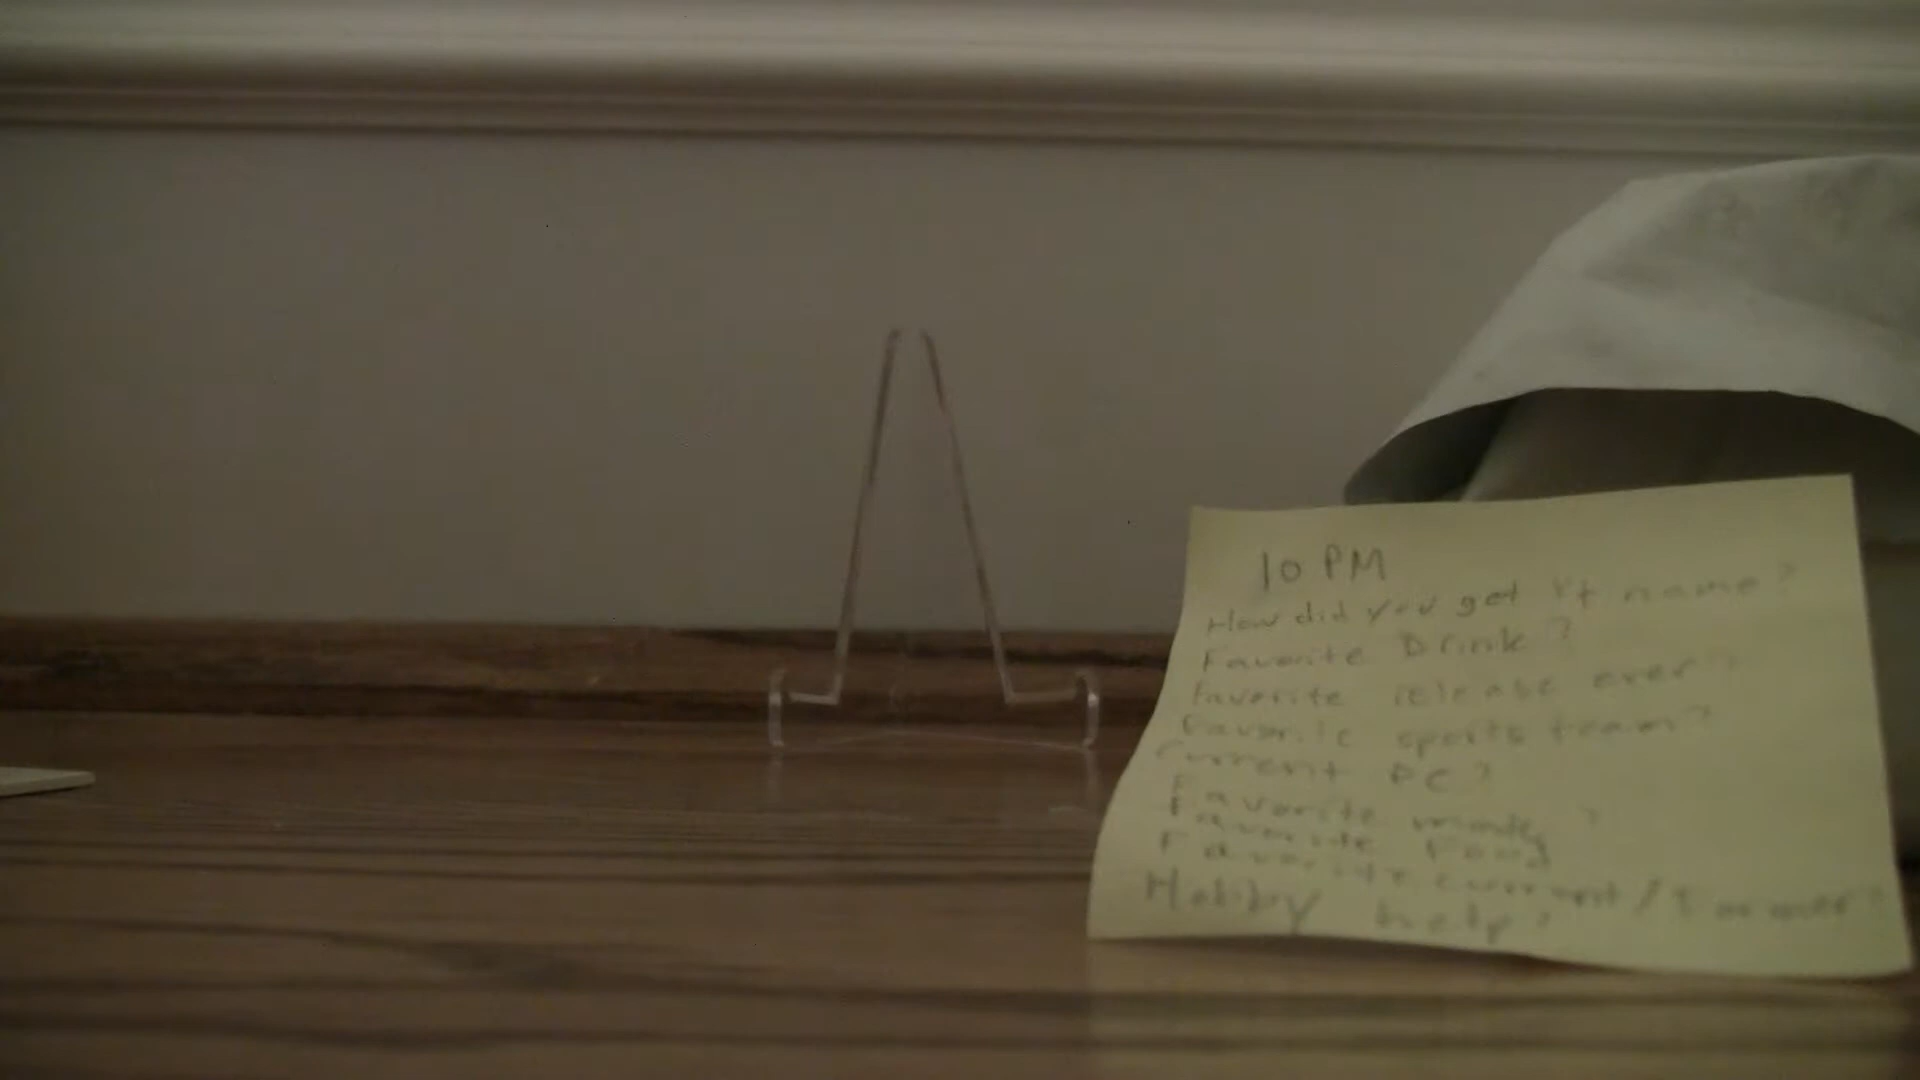 10 PM
How did you get Yt name?
Favorite Drink?
Favorite release ever?
Favorite sports team?
Current PC?
Favorite
Favorite Food
Favorite current /
Hobby help?